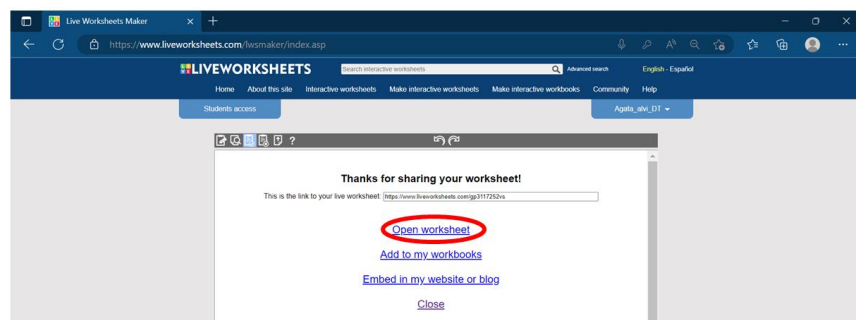 Live Worksheets Maker
https://www.liveworksheets.com/lwsmaker/index.asp
LIVEWORKSHEETS
Search interactive worksheets
Advanced search
English - Español
Home About this site Interactive worksheets Make interactive worksheets Make interactive workbooks Community Help
Students access
Agata_alvi_DT
?
Thanks for sharing your worksheet!
This is the link to your live worksheet: https://www.liveworksheets.com/gp3117252vs
Open worksheet
Add to my workbooks
Embed in my website or blog
Close